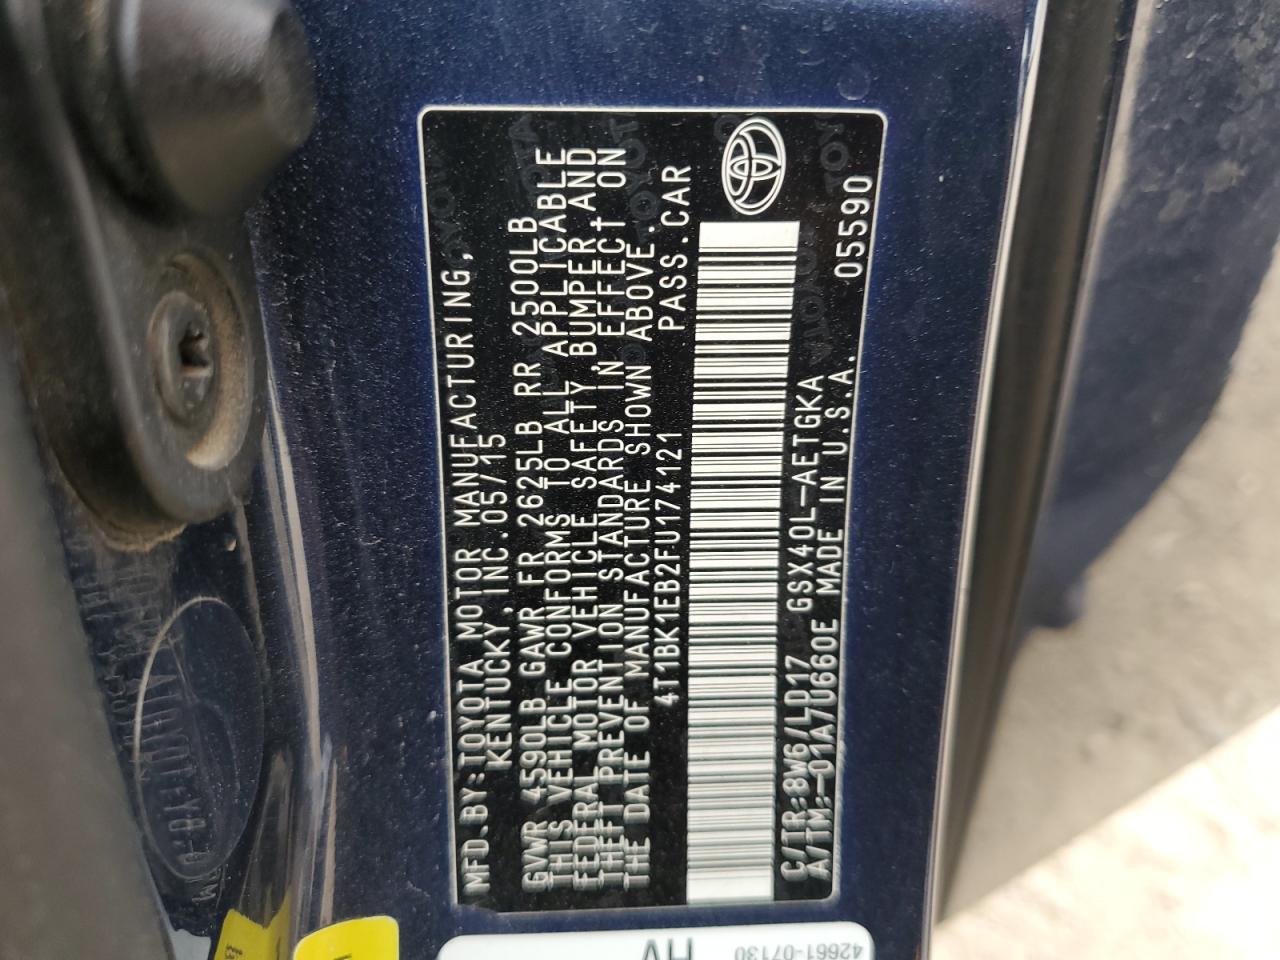 MFD.BY:TOYOTA MOTOR MANUFACTURING,
KENTUCKY,INC.05/15
GVWR 4590LB GAWR FR 2625LB RR 2500LB
THIS VEHICLE CONFORMS TO ALL APPLICABLE
FEDERAL MOTOR VEHICLE SAFETY,BUMPER,AND
THEFT PREVENTION STANDARDS IN EFFECT ON
THE DATE OF MANUFACTURE SHOWN ABOVE.
4T1BK1EB2FU174121 PASS.CAR
C/TR:8W6/LD17 GSX40L-AETGKA
A/TM:-01A/U660E MADE IN U.S.A. 05590
HV
42661-07130